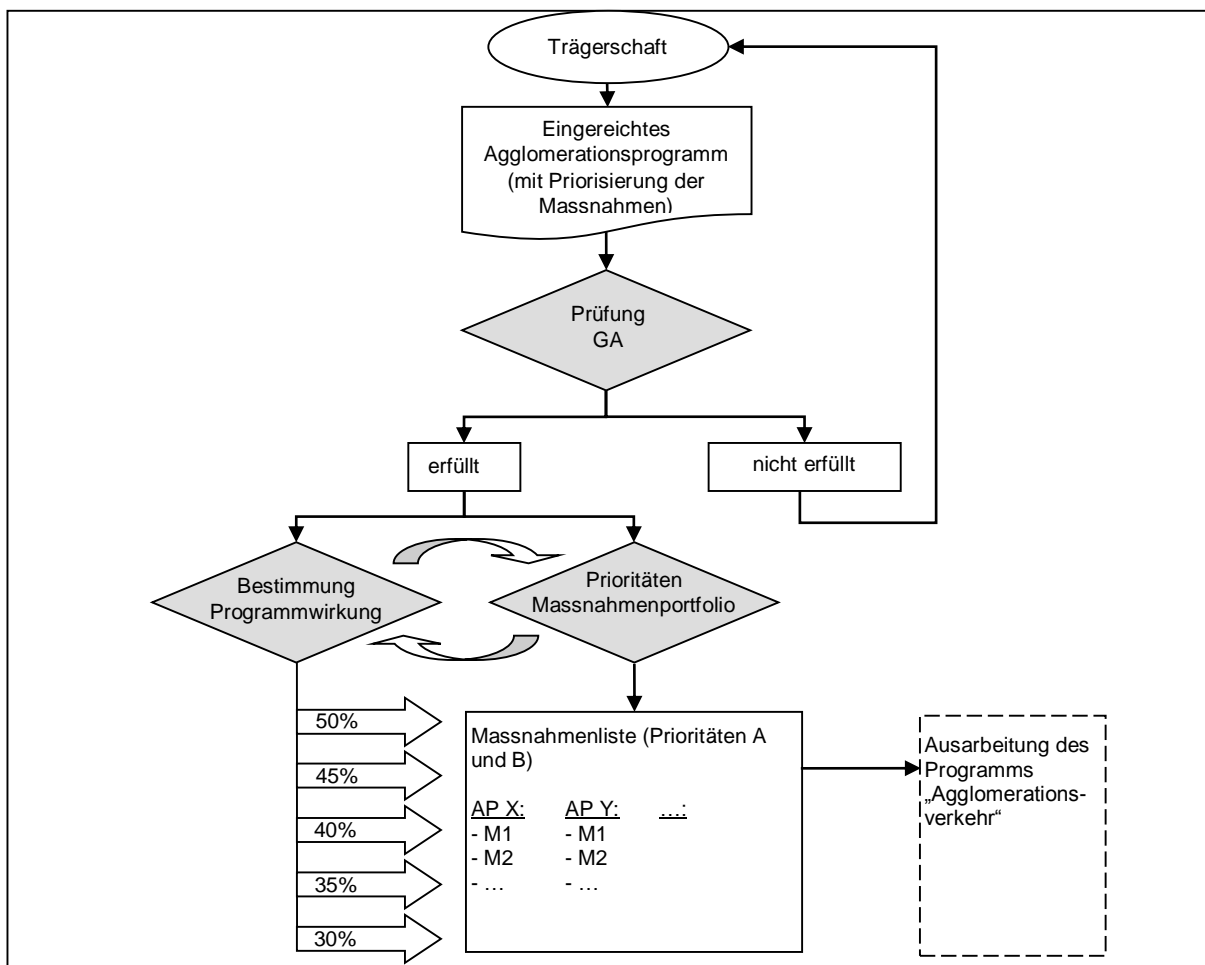 Trägerschaft
Eingereichtes
Agglomerationsprogramm
(mit Priorisierung der
Massnahmen)
Prüfung
GA
erfüllt
nicht erfüllt
Bestimmung
Programmwirkung
Prioritäten
Massnahmenportfolio
50%
45%
40%
35%
30%
Massnahmenliste (Prioritäten A
und B)
AP X: AP Y: …:
- M1 - M1
- M2 - M2
- … - …
Ausarbeitung des
Programms
„Agglomerations-
verkehr“